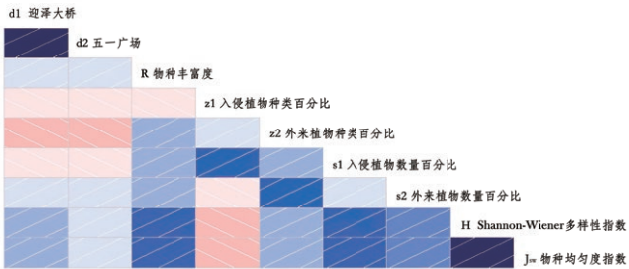 d1 迎泽大桥
d2 五一广场
R 物种丰富度
z1 入侵植物种类百分比
z2 外来植物种类百分比
s1 入侵植物数量百分比
s2 外来植物数量百分比
H Shannon-Wiener多样性指数
Jsw 物种均匀度指数